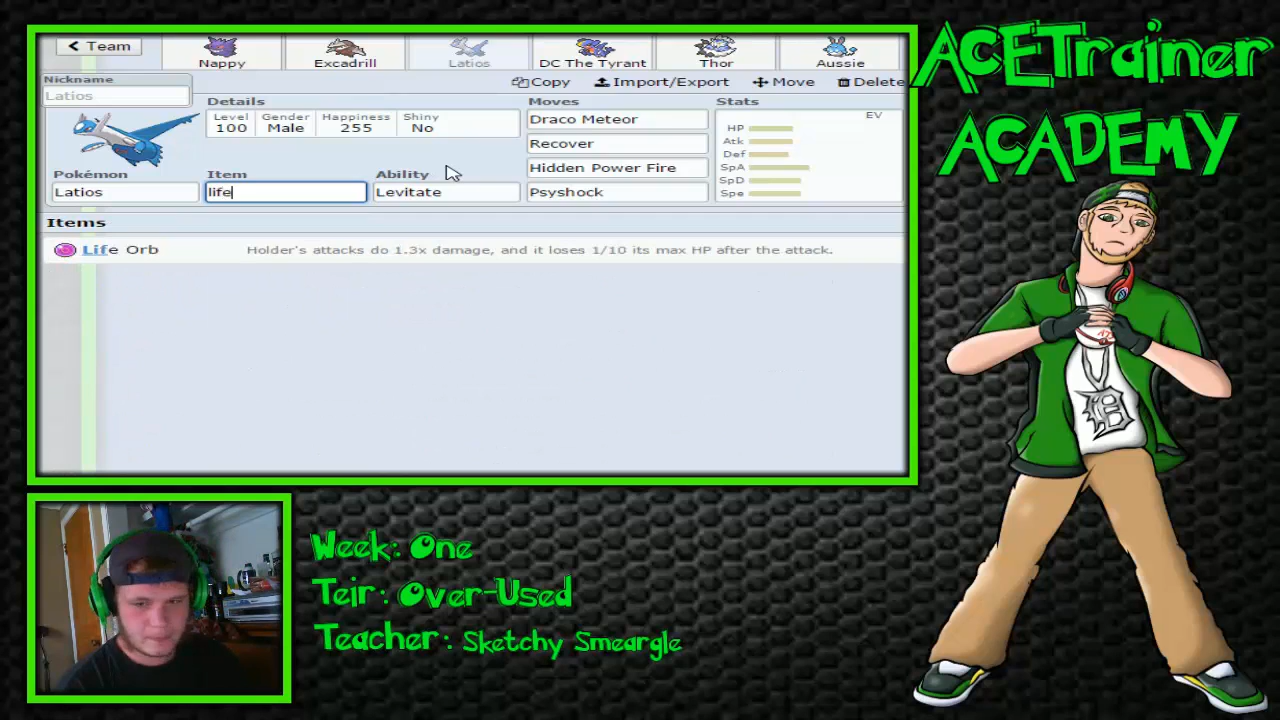 Team
Nappy
Excadrill
Latios
DC The Tyrant
Thor
Aussie
Copy
Import/Export
Move
Delete
Nickname
Latios
Details
Level 100
Gender Male
Happiness 255
Shiny No
Pokémon
Latios
Item
life
Ability
Levitate
Moves
Draco Meteor
Recover
Hidden Power Fire
Psyshock
Stats
EV
HP
Atk
Def
SpA
SpD
Spe
Items
Life Orb
Holder's attacks do 1.3x damage, and it loses 1/10 its max HP after the attack.
ACETrainer
ACADEMY
Week: One
Teir: Over-Used
Teacher: Sketchy Smeargle